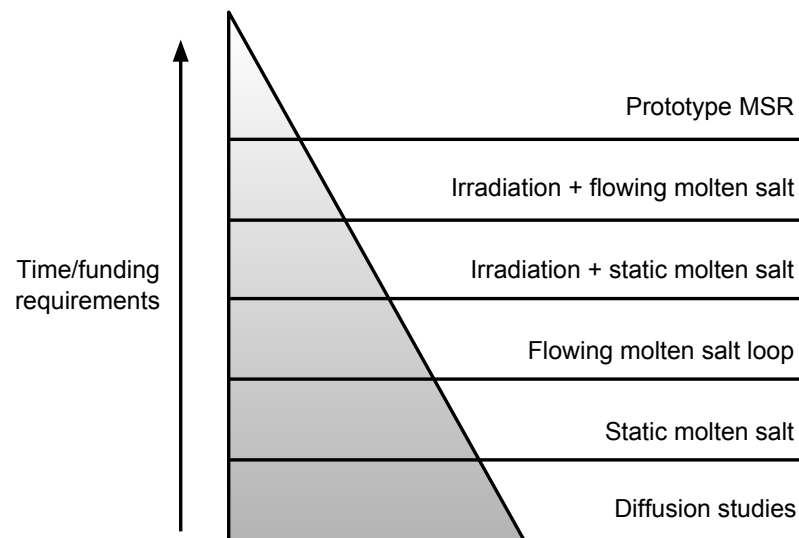 Prototype MSR
Irradiation + flowing molten salt
Time/funding
requirements
Irradiation + static molten salt
Flowing molten salt loop
Static molten salt
Diffusion studies